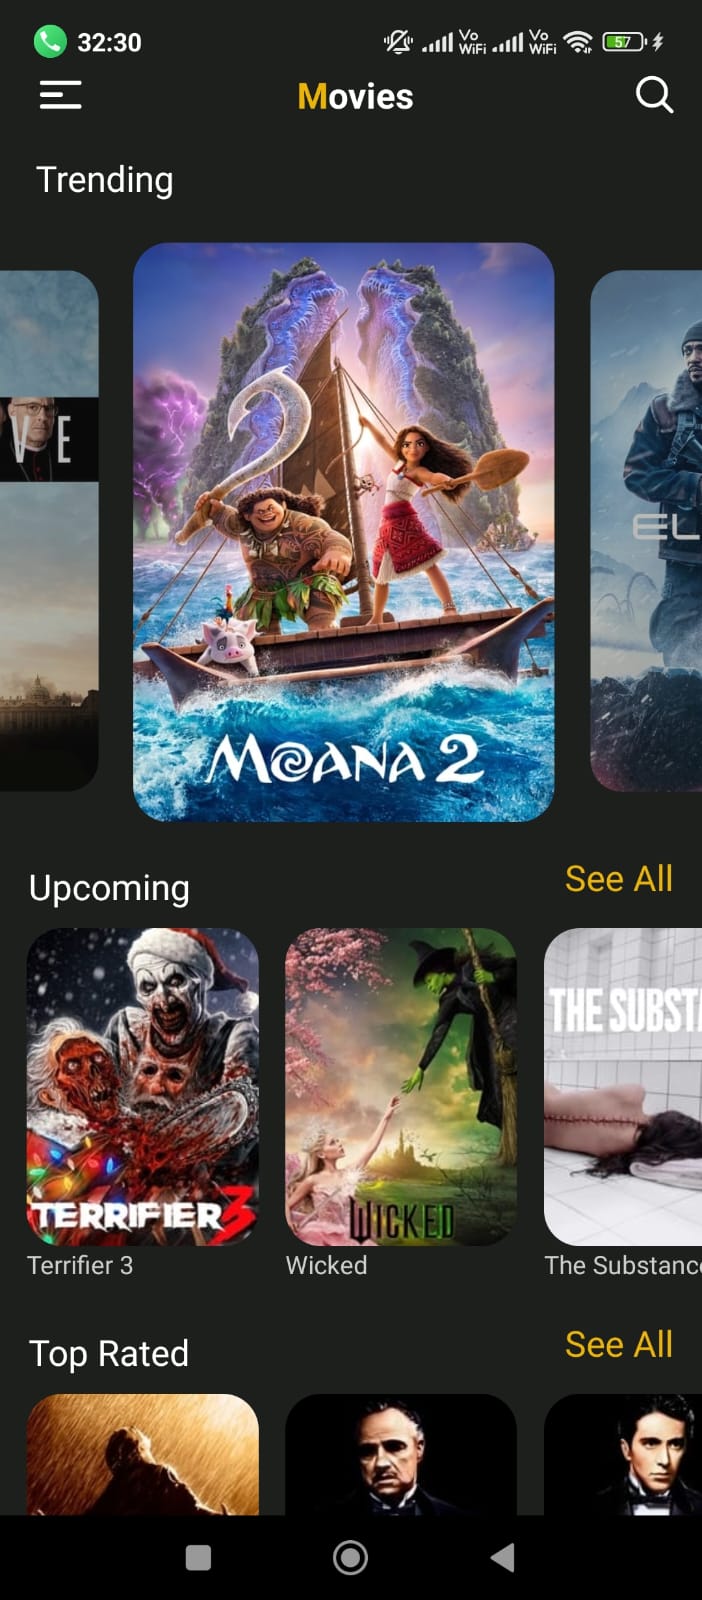 32:30 Vo WiFi Vo WiFi 57
Movies
Trending
VE
EL
MOANA 2
Upcoming See All
TERRIFIER 3
WICKED
THE SUBSTA
Terrifier 3 Wicked The Substanc
Top Rated See All